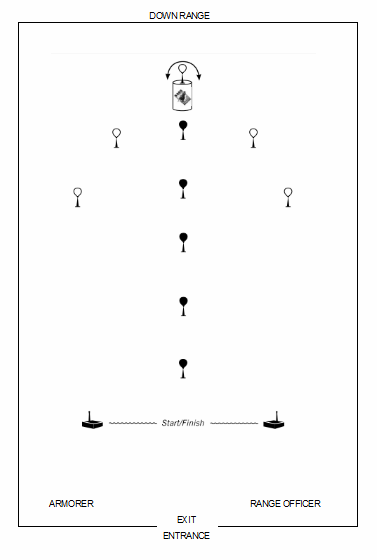 DOWN RANGE
Start/Finish
ARMORER
RANGE OFFICER
EXIT
ENTRANCE